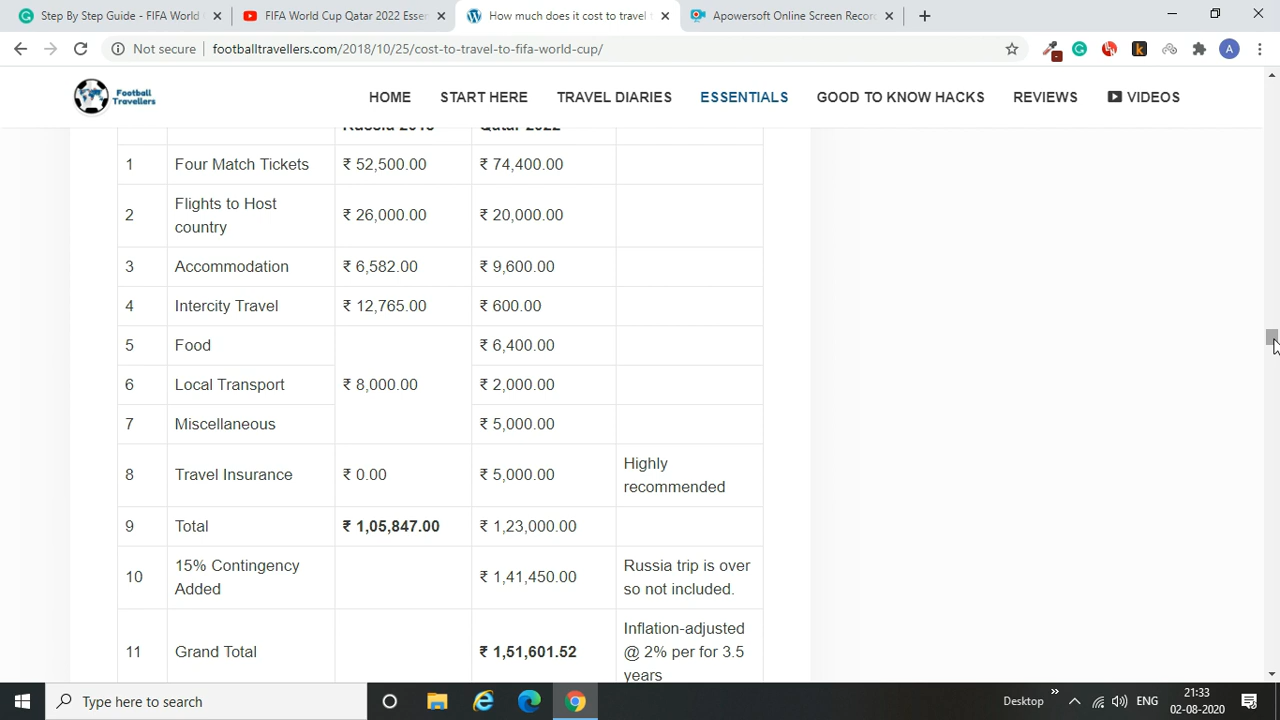 Step By Step Guide - FIFA World
FIFA World Cup Qatar 2022 Essen
How much does it cost to travel
Apowersoft Online Screen Recor
Not secure footballtravellers.com/2018/10/25/cost-to-travel-to-fifa-world-cup/
A
Football
Travellers
HOME START HERE TRAVEL DIARIES ESSENTIALS GOOD TO KNOW HACKS REVIEWS VIDEOS
Russia 2018 Qatar 2022
1 Four Match Tickets ₹ 52,500.00 ₹ 74,400.00
2 Flights to Host
country ₹ 26,000.00 ₹ 20,000.00
3 Accommodation ₹ 6,582.00 ₹ 9,600.00
4 Intercity Travel ₹ 12,765.00 ₹ 600.00
5 Food ₹ 6,400.00
6 Local Transport ₹ 8,000.00 ₹ 2,000.00
7 Miscellaneous ₹ 5,000.00
8 Travel Insurance ₹ 0.00 ₹ 5,000.00 Highly
recommended
9 Total ₹ 1,05,847.00 ₹ 1,23,000.00
10 15% Contingency
Added ₹ 1,41,450.00 Russia trip is over
so not included.
11 Grand Total ₹ 1,51,601.52 Inflation-adjusted
@ 2% per for 3.5
years
Type here to search
Desktop
ENG
21:33
02-08-2020